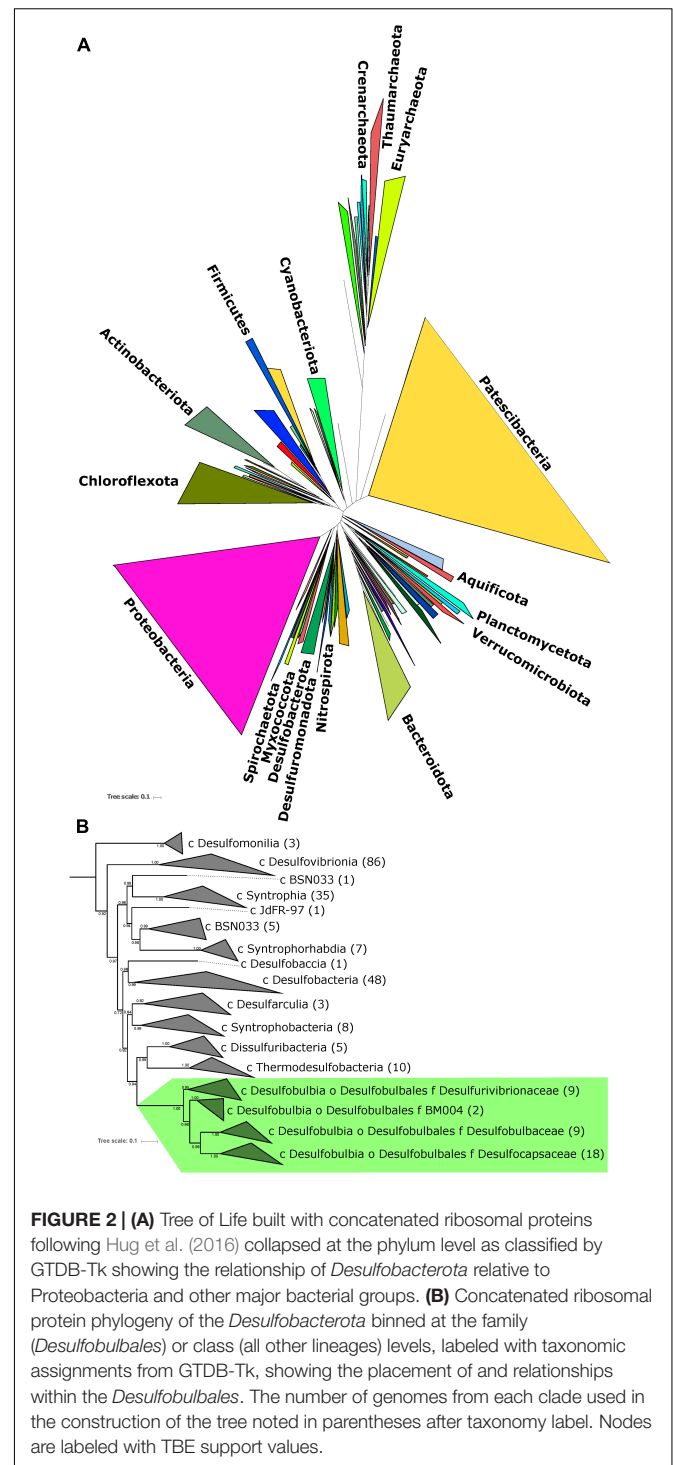 A
Crenarchaeota
Thaumarchaeota
Euryarchaeota
Firmicutes
Cyanobacteriota
Actinobacteriota
Patescibacteria
Chloroflexota
Aquificota
Planctomycetota
Verrucomicrobiota
Proteobacteria
Spirochaetota
Myxococcota
Desulfobacterota
Desulfuromonadota
Nitrospirota
Bacteroidota
Tree scale: 0.1
B
c Desulfomonilia (3)
c Desulfovibrionia (86)
c BSN033 (1)
c Syntrophia (35)
c JdFR-97 (1)
c BSN033 (5)
c Syntrophorhabdia (7)
c Desulfobaccia (1)
c Desulfobacteria (48)
c Desulfarculia (3)
c Syntrophobacteria (8)
c Dissulfuribacteria (5)
c Thermodesulfobacteria (10)
c Desulfobulbia o Desulfobulbales f Desulfurivibrionaceae (9)
c Desulfobulbia o Desulfobulbales f BM004 (2)
c Desulfobulbia o Desulfobulbales f Desulfobulbaceae (9)
Tree scale: 0.1
c Desulfobulbia o Desulfobulbales f Desulfocapsaceae (18)
FIGURE 2 | (A) Tree of Life built with concatenated ribosomal proteins
following Hug et al. (2016) collapsed at the phylum level as classified by
GTDB-Tk showing the relationship of Desulfobacterota relative to
Proteobacteria and other major bacterial groups. (B) Concatenated ribosomal
protein phylogeny of the Desulfobacterota binned at the family
(Desulfobulbales) or class (all other lineages) levels, labeled with taxonomic
assignments from GTDB-Tk, showing the placement of and relationships
within the Desulfobulbales. The number of genomes from each clade used in
the construction of the tree noted in parentheses after taxonomy label. Nodes
are labeled with TBE support values.